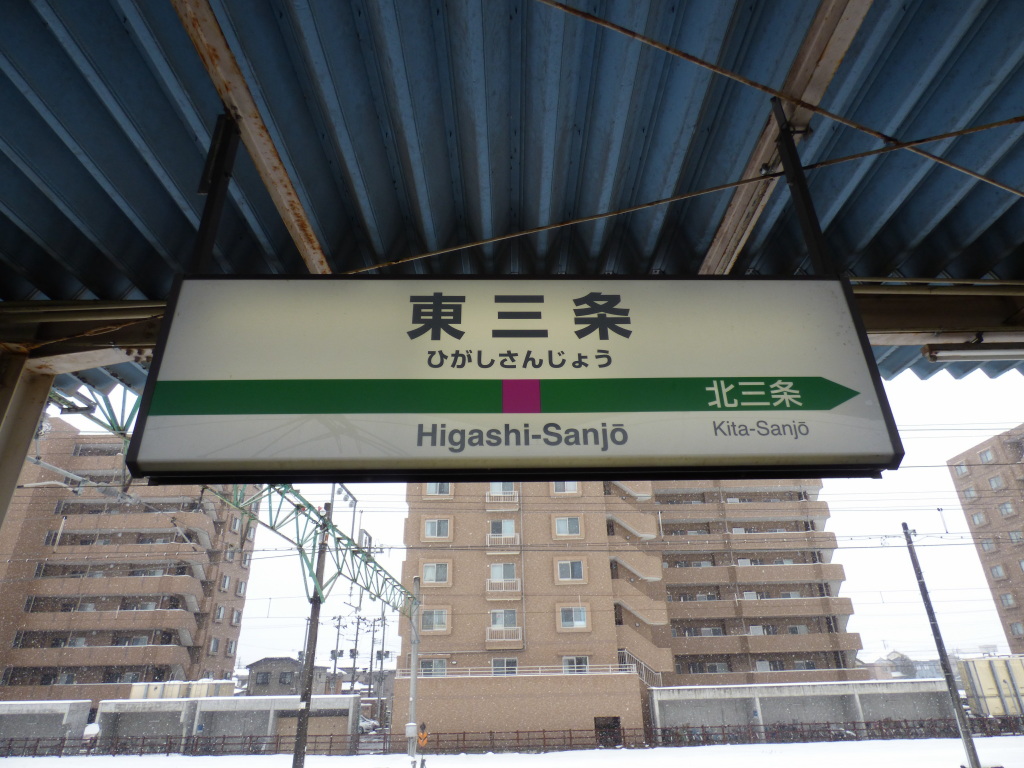 東三条
ひがしさんじょう
北三条
Higashi-Sanjō
Kita-Sanjō